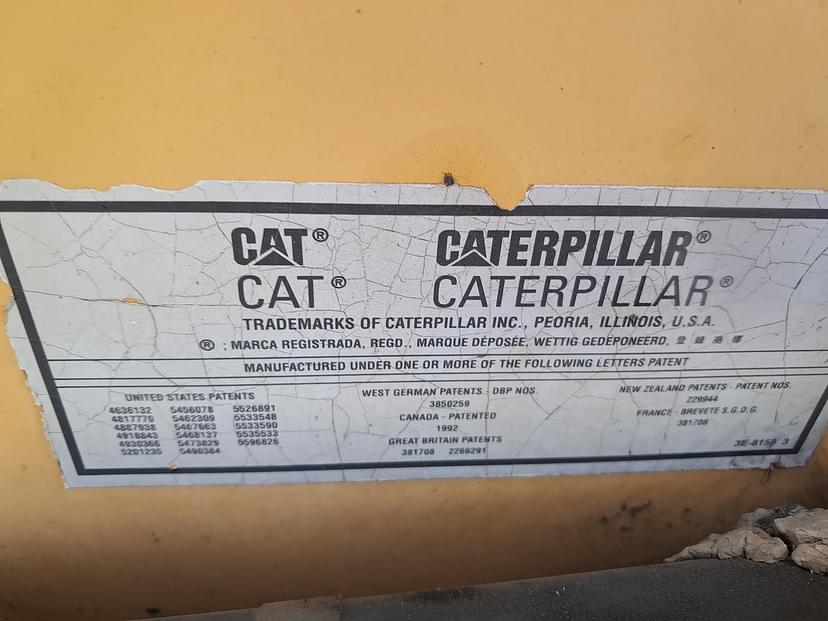 CAT® CATERPILLAR®
CAT® CATERPILLAR®
TRADEMARKS OF CATERPILLAR INC., PEORIA, ILLINOIS, U.S.A.
® ; MARCA REGISTRADA, REGD., MARQUE DÉPOSÉE, WETTIG GEDEPONEERD, 登録商標
MANUFACTURED UNDER ONE OR MORE OF THE FOLLOWING LETTERS PATENT
UNITED STATES PATENTS
4636132 5456078 5526891
4817770 5462309 5533548
4887938 5467663 5533590
4918843 5468137 5535533
4930366 5473829 5596826
5201235 5490384
WEST GERMAN PATENTS - DBP NOS.
3850259
CANADA - PATENTED
1992
GREAT BRITAIN PATENTS
381708 2266291
NEW ZEALAND PATENTS - PATENT NOS.
229944
FRANCE - BREVETE S.G.D.G.
381708
3E-8158 3